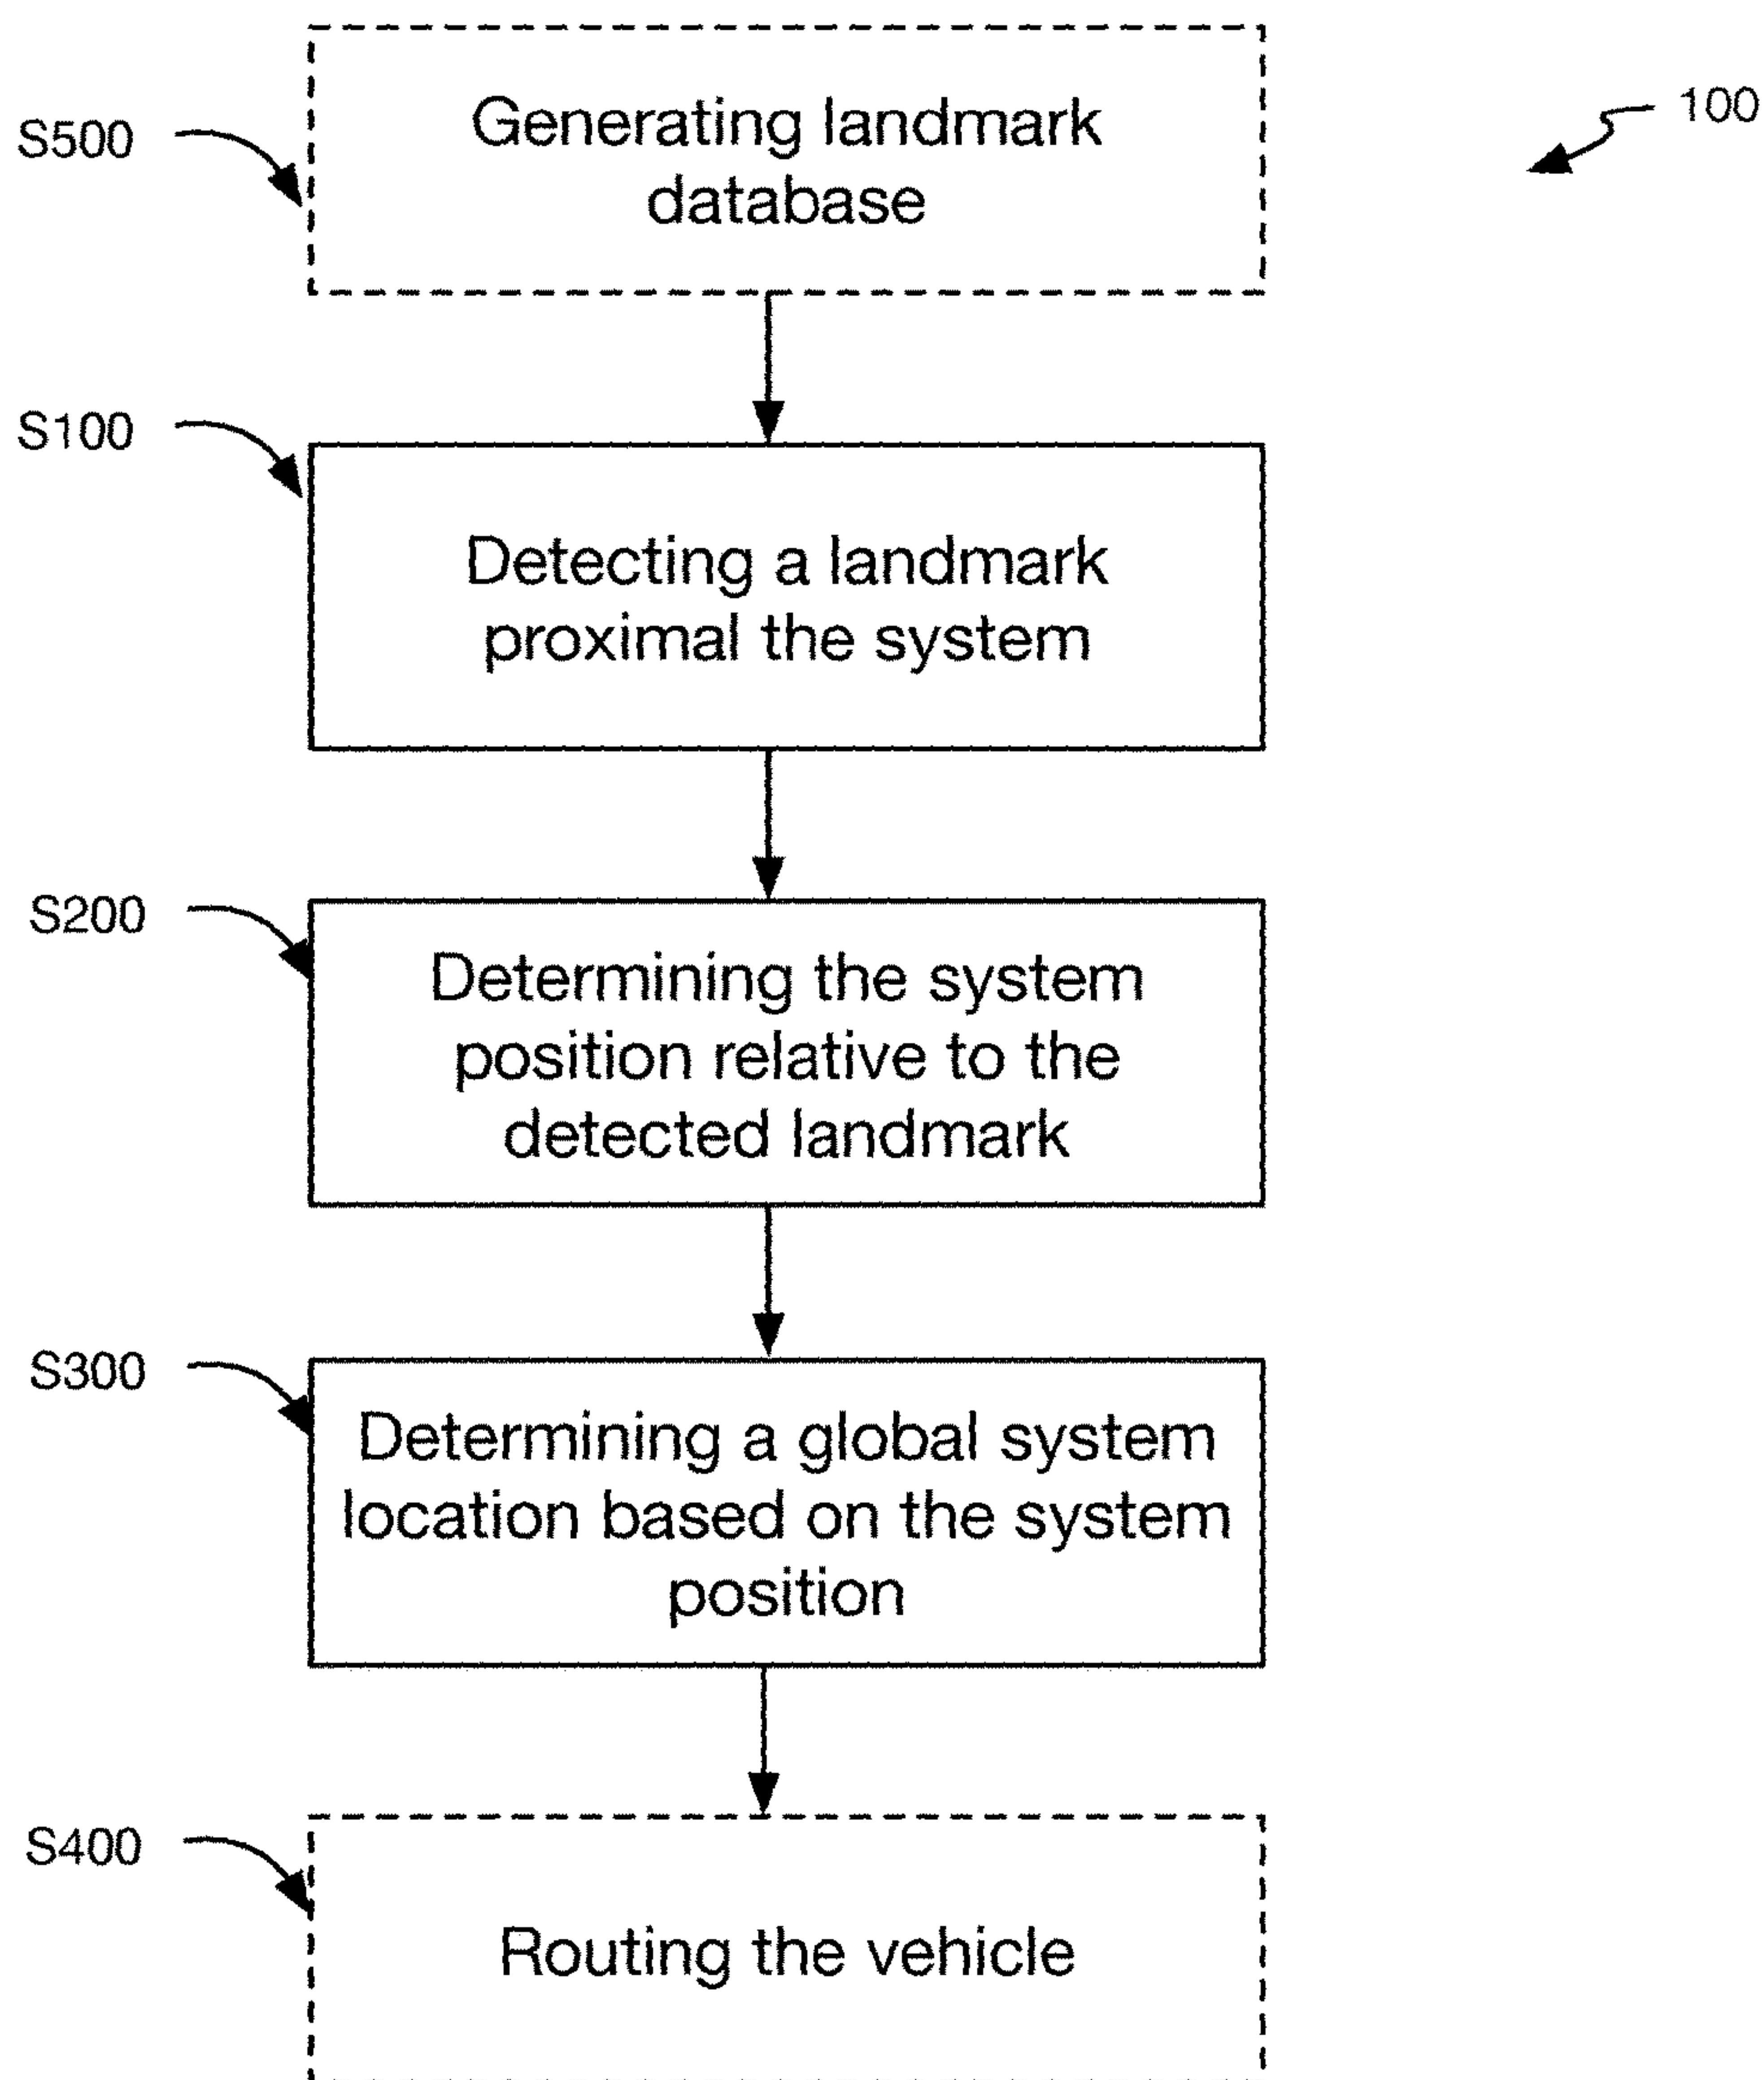 S500
Generating landmark
database
100
S100
Detecting a landmark
proximal the system
S200
Determining the system
position relative to the
detected landmark
S300
Determining a global system
location based on the system
position
S400
Routing the vehicle